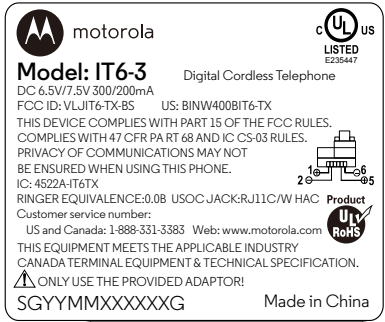 motorola
C UL US
LISTED
E235447
Model: IT6-3 Digital Cordless Telephone
DC 6.5V/7.5V 300/200mA
FCC ID: VLJIT6-TX-BS US: BINW400BIT6-TX
THIS DEVICE COMPLIES WITH PART 15 OF THE FCC RULES.
COMPLIES WITH 47 CFR PA RT 68 AND IC CS-03 RULES.
PRIVACY OF COMMUNICATIONS MAY NOT
BE ENSURED WHEN USING THIS PHONE.
IC: 4522A-IT6TX
1 6
2 5
RINGER EQUIVALENCE:0.0B USOC JACK:RJ11C/W HAC
Product
UL
RoHS
Customer service number:
US and Canada: 1-888-331-3383 Web: www.motorola.com
THIS EQUIPMENT MEETS THE APPLICABLE INDUSTRY
CANADA TERMINAL EQUIPMENT & TECHNICAL SPECIFICATION.
ONLY USE THE PROVIDED ADAPTOR!
SGYYMMXXXXXXG Made in China